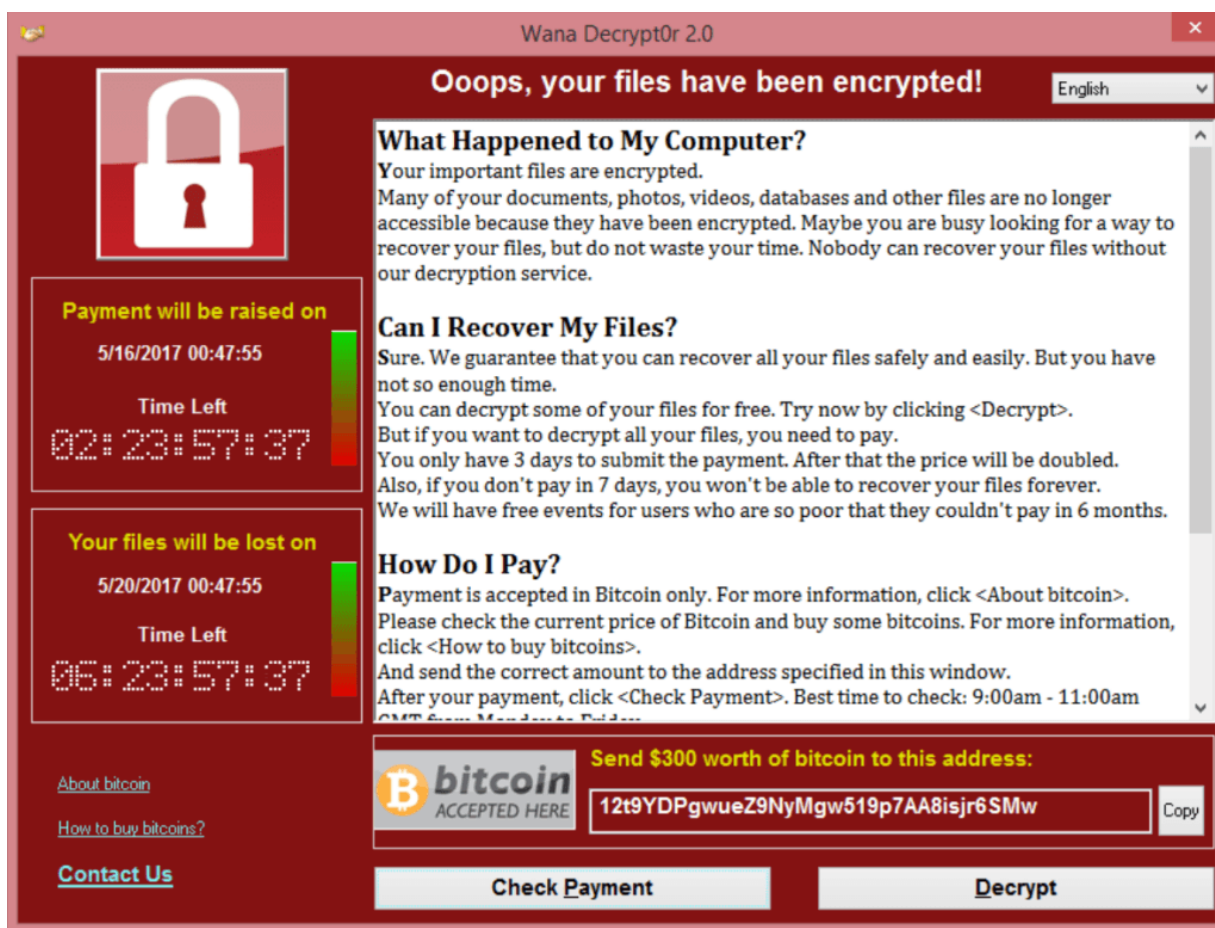 Wana Decrypt0r 2.0
Ooops, your files have been encrypted!
English
What Happened to My Computer?
Your important files are encrypted.
Many of your documents, photos, videos, databases and other files are no longer
accessible because they have been encrypted. Maybe you are busy looking for a way to
recover your files, but do not waste your time. Nobody can recover your files without
our decryption service.
Can I Recover My Files?
Sure. We guarantee that you can recover all your files safely and easily. But you have
not so enough time.
You can decrypt some of your files for free. Try now by clicking <Decrypt>.
But if you want to decrypt all your files, you need to pay.
You only have 3 days to submit the payment. After that the price will be doubled.
Also, if you don't pay in 7 days, you won't be able to recover your files forever.
We will have free events for users who are so poor that they couldn't pay in 6 months.
How Do I Pay?
Payment is accepted in Bitcoin only. For more information, click <About bitcoin>.
Please check the current price of Bitcoin and buy some bitcoins. For more information,
click <How to buy bitcoins>.
And send the correct amount to the address specified in this window.
After your payment, click <Check Payment>. Best time to check: 9:00am - 11:00am
GMT from Monday to Friday.
Payment will be raised on
5/16/2017 00:47:55
Time Left
02:23:57:37
Your files will be lost on
5/20/2017 00:47:55
Time Left
06:23:57:37
About bitcoin
How to buy bitcoins?
Contact Us
bitcoin
ACCEPTED HERE
Send $300 worth of bitcoin to this address:
12t9YDPgwueZ9NyMgw519p7AA8isjr6SMw
Copy
Check Payment
Decrypt